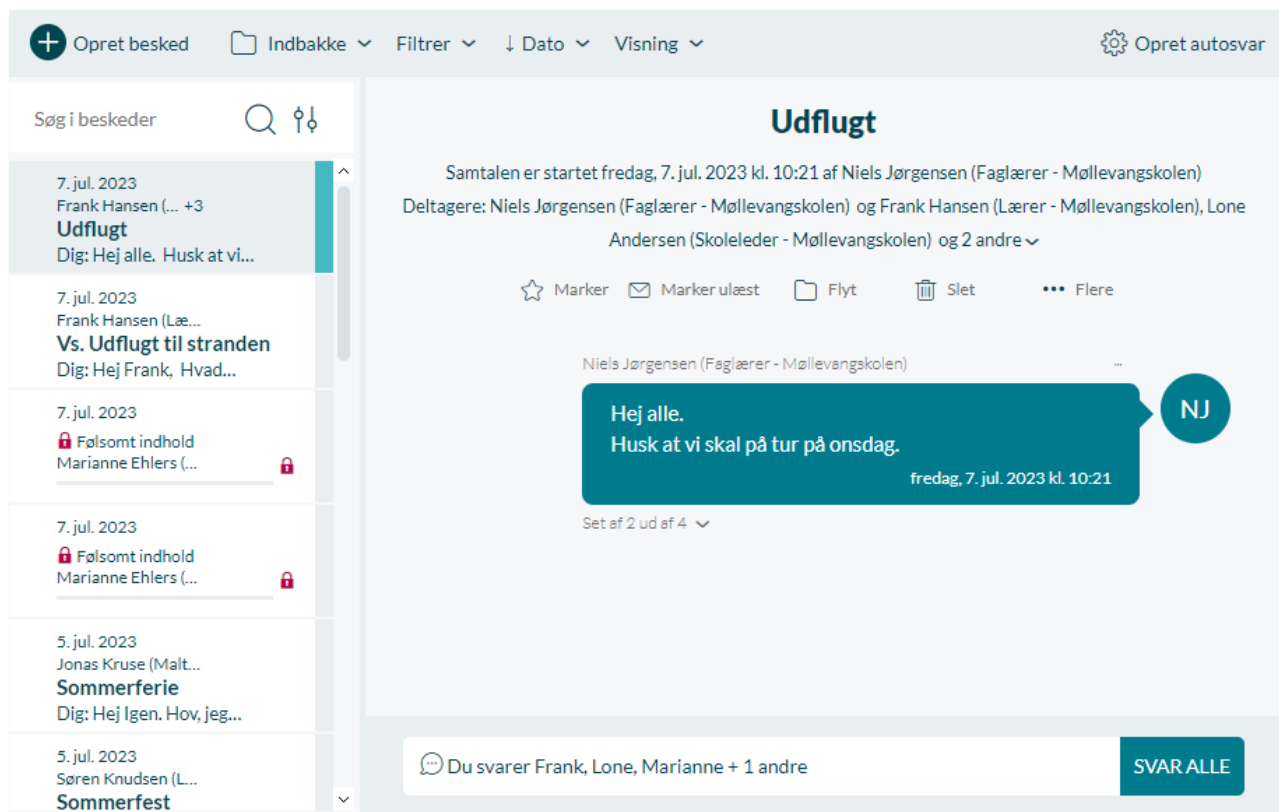 Opret besked
Indbakke
Filtrer
↓ Dato
Visning
Opret autosvar
Søg i beskeder
7. jul. 2023
Frank Hansen (... +3
Udflugt
Dig: Hej alle. Husk at vi...
7. jul. 2023
Frank Hansen (Læ...
Vs. Udflugt til stranden
Dig: Hej Frank, Hvad...
7. jul. 2023
Følsomt indhold
Marianne Ehlers (...
7. jul. 2023
Følsomt indhold
Marianne Ehlers (...
5. jul. 2023
Jonas Kruse (Malt...
Sommerferie
Dig: Hej Igen. Hov, jeg...
5. jul. 2023
Søren Knudsen (L...
Sommerfest
Udflugt
Samtalen er startet fredag, 7. jul. 2023 kl. 10:21 af Niels Jørgensen (Faglærer - Møllevangskolen)
Deltagere: Niels Jørgensen (Faglærer - Møllevangskolen) og Frank Hansen (Lærer - Møllevangskolen), Lone
Andersen (Skoleleder - Møllevangskolen) og 2 andre
Marker
Marker ulæst
Flyt
Slet
••• Flere
Niels Jørgensen (Faglærer - Møllevangskolen)
...
Hej alle.
Husk at vi skal på tur på onsdag.
fredag, 7. jul. 2023 kl. 10:21
NJ
Set af 2 ud af 4
Du svarer Frank, Lone, Marianne + 1 andre
SVAR ALLE